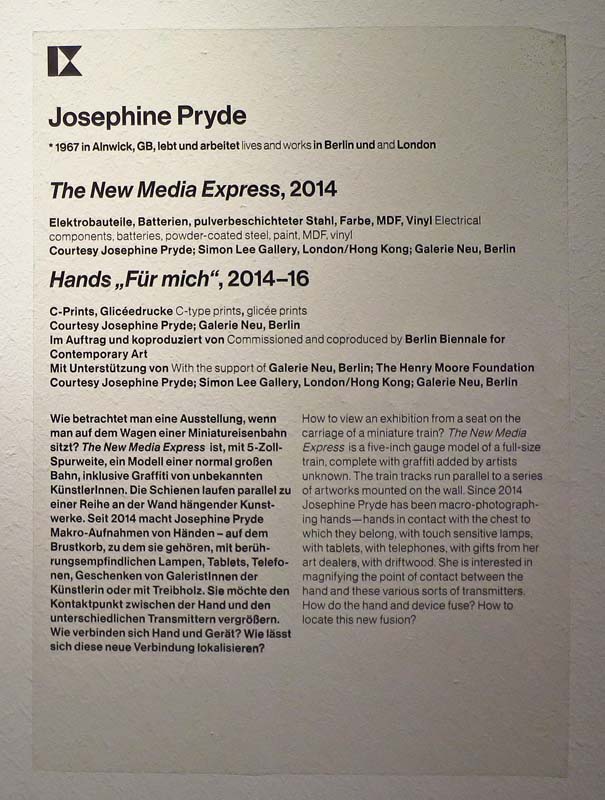 Josephine Pryde
* 1967 in Alnwick, GB, lebt und arbeitet lives and works in Berlin und and London
The New Media Express, 2014
Elektrobauteile, Batterien, pulverbeschichteter Stahl, Farbe, MDF, Vinyl Electrical
components, batteries, powder-coated steel, paint, MDF, vinyl
Courtesy Josephine Pryde; Simon Lee Gallery, London/Hong Kong; Galerie Neu, Berlin
Hands „Für mich“, 2014–16
C-Prints, Glicéedrucke C-type prints, glicée prints
Courtesy Josephine Pryde; Galerie Neu, Berlin
Im Auftrag und koproduziert von Commissioned and coproduced by Berlin Biennale for
Contemporary Art
Mit Unterstützung von With the support of Galerie Neu, Berlin; The Henry Moore Foundation
Courtesy Josephine Pryde; Simon Lee Gallery, London/Hong Kong; Galerie Neu, Berlin
Wie betrachtet man eine Ausstellung, wenn
man auf dem Wagen einer Miniatureisenbahn
sitzt? The New Media Express ist, mit 5-Zoll-
Spurweite, ein Modell einer normal großen
Bahn, inklusive Graffiti von unbekannten
KünstlerInnen. Die Schienen laufen parallel zu
einer Reihe an der Wand hängender Kunst-
werke. Seit 2014 macht Josephine Pryde
Makro-Aufnahmen von Händen – auf dem
Brustkorb, zu dem sie gehören, mit berüh-
rungsempfindlichen Lampen, Tablets, Telefo-
nen, Geschenken von GaleristInnen der
Künstlerin oder mit Treibholz. Sie möchte den
Kontaktpunkt zwischen der Hand und den
unterschiedlichen Transmittern vergrößern.
Wie verbinden sich Hand und Gerät? Wie lässt
sich diese neue Verbindung lokalisieren?
How to view an exhibition from a seat on the
carriage of a miniature train? The New Media
Express is a five-inch gauge model of a full-size
train, complete with graffiti added by artists
unknown. The train tracks run parallel to a series
of artworks mounted on the wall. Since 2014
Josephine Pryde has been macro-photograph-
ing hands—hands in contact with the chest to
which they belong, with touch sensitive lamps,
with tablets, with telephones, with gifts from her
art dealers, with driftwood. She is interested in
magnifying the point of contact between the
hand and these various sorts of transmitters.
How do the hand and device fuse? How to
locate this new fusion?